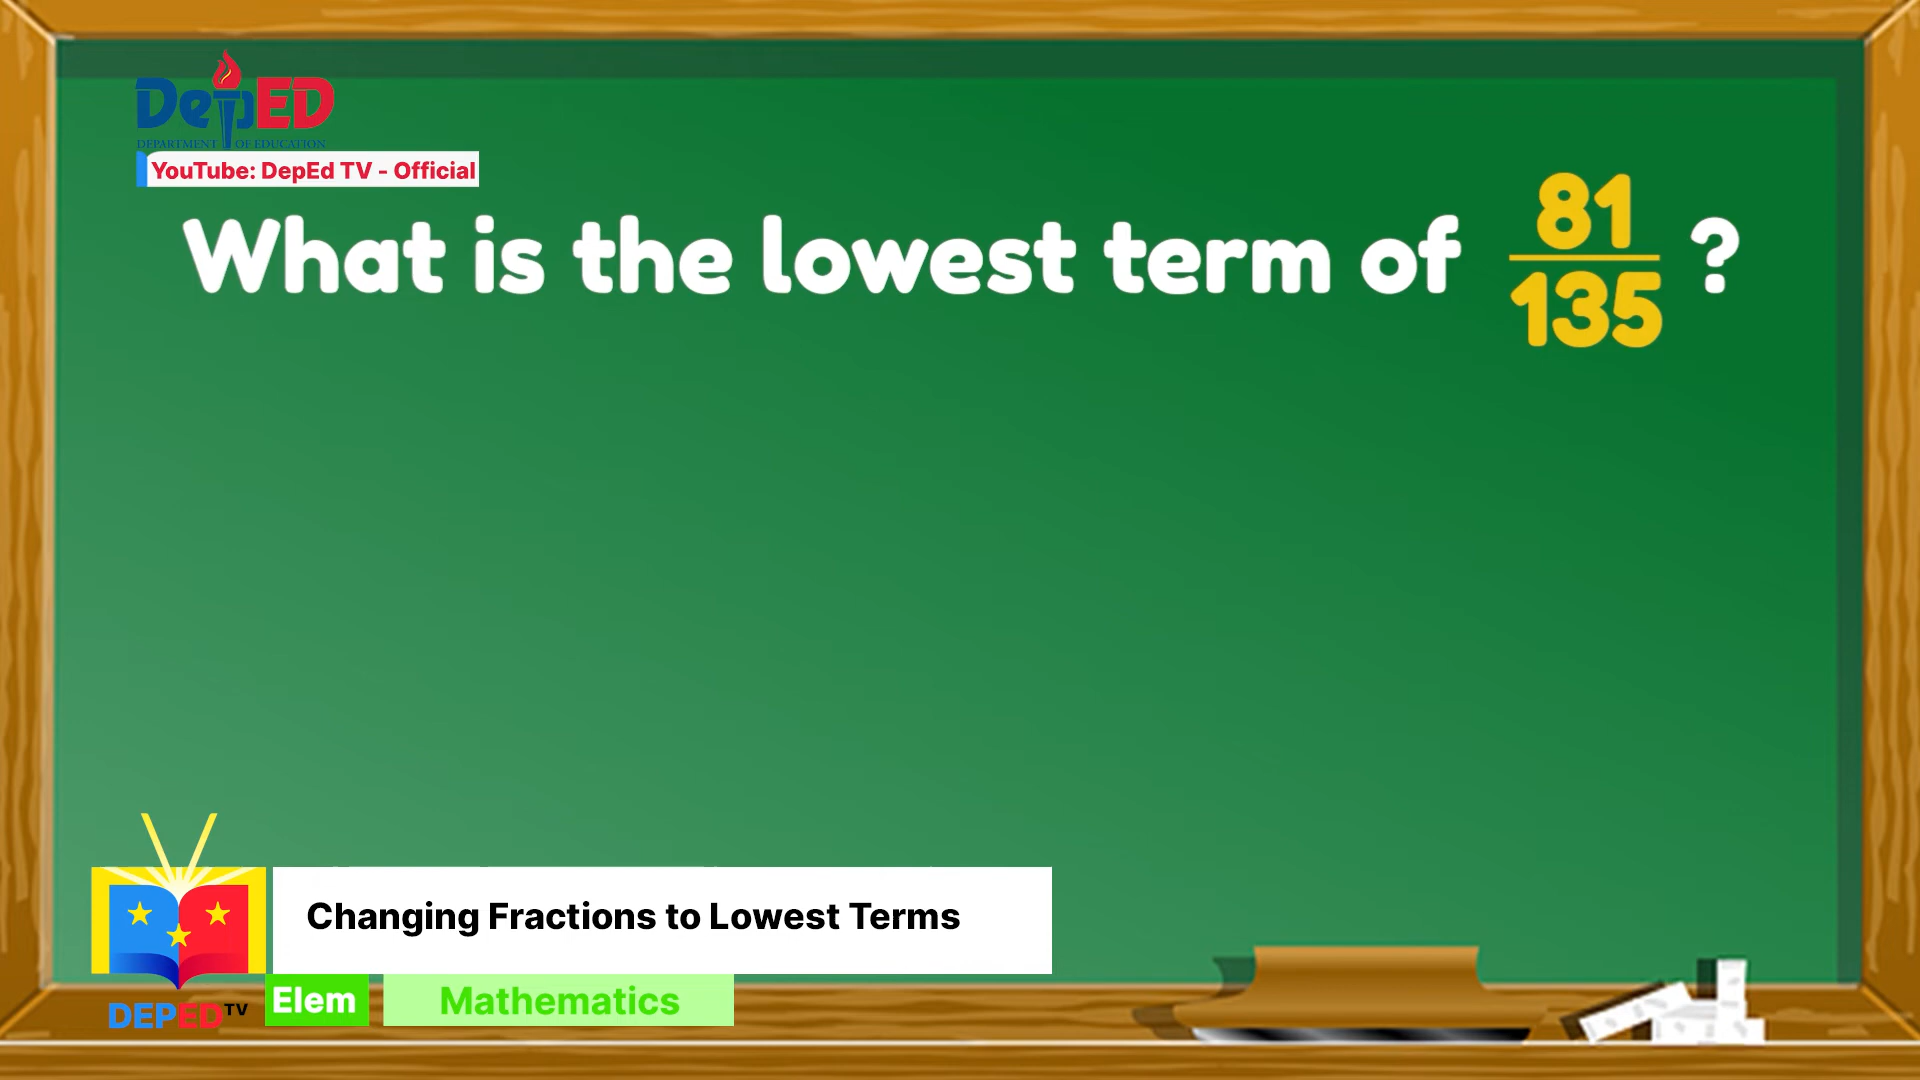 DepED
DEPARTMENT OF EDUCATION
YouTube: DepEd TV - Official
What is the lowest term of 81/135 ?
Changing Fractions to Lowest Terms
DEPED TV
Elem
Mathematics